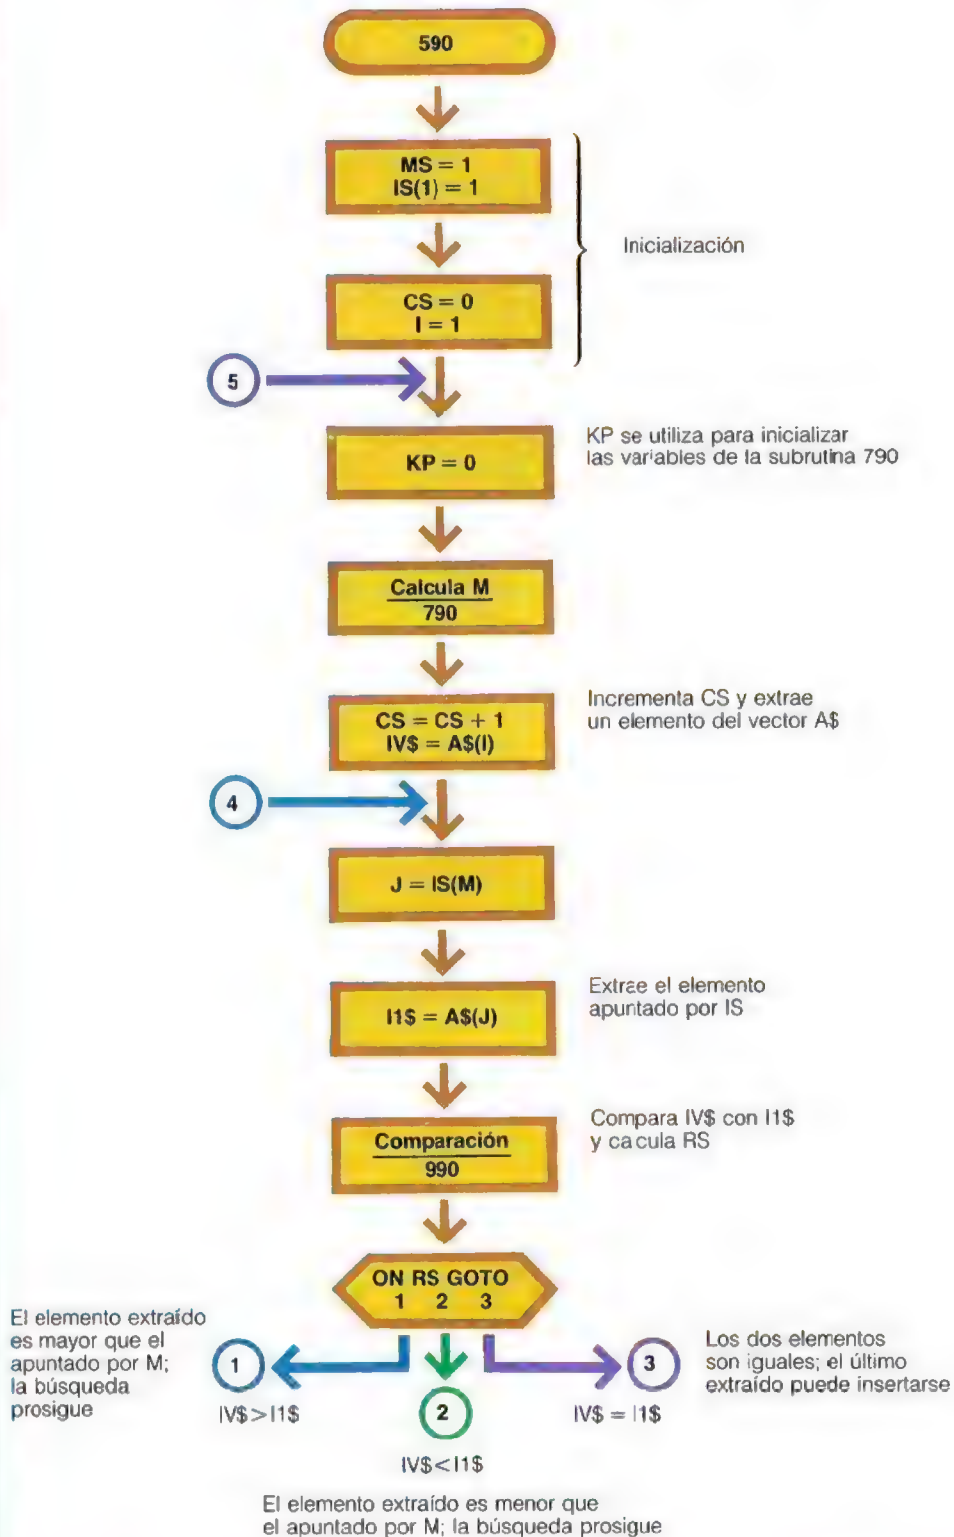 590
MS = 1
IS(1) = 1
Inicialización
CS = 0
I = 1
5
KP = 0
KP se utiliza para inicializar
las variables de la subrutina 790
Calcula M
790
CS = CS + 1
IV$ = A$(I)
Incrementa CS y extrae
un elemento del vector A$
4
J = IS(M)
I1$ = A$(J)
Extrae el elemento
apuntado por IS
Comparación
990
Compara IV$ con I1$
y calcula RS
ON RS GOTO
1 2 3
El elemento extraído
es mayor que el
apuntado por M;
la búsqueda
prosigue
1
IV$>I1$
2
IV$<I1$
3
IV$ = I1$
Los dos elementos
son iguales; el último
extraído puede insertarse
El elemento extraído es menor que
el apuntado por M; la búsqueda prosigue